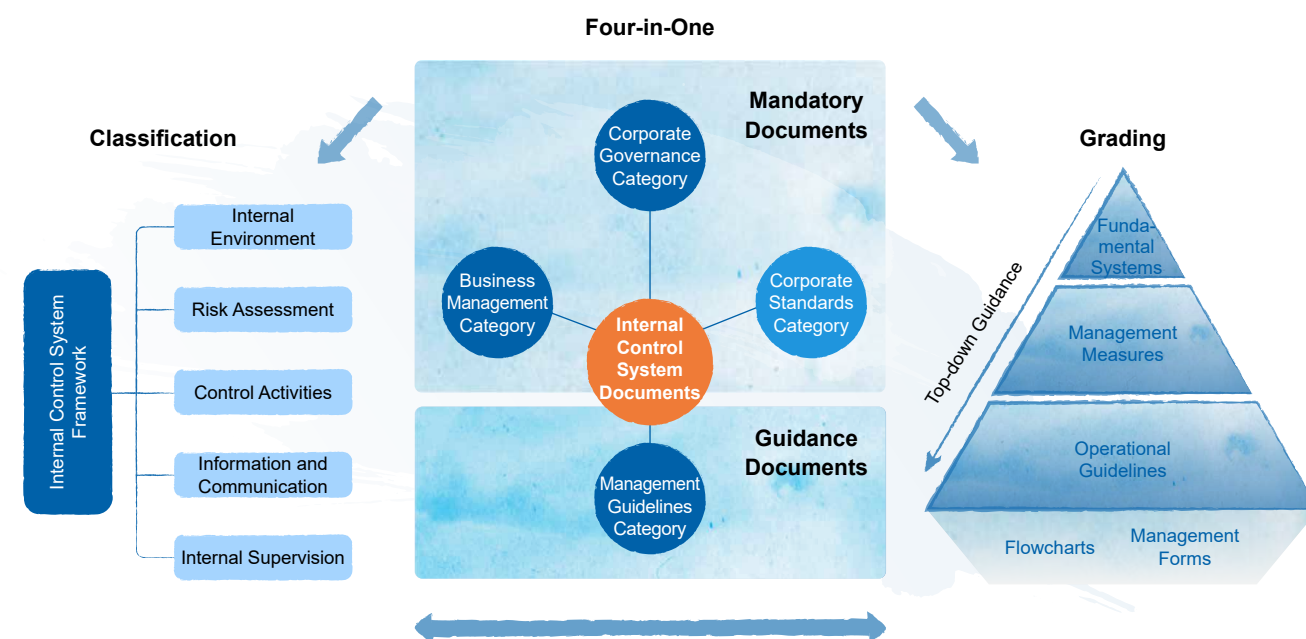 Four-in-One
Classification
Internal Control System
Framework
Internal
Environment
Risk Assessment
Control Activities
Information and
Communication
Internal Supervision
Mandatory
Documents
Corporate
Governance
Category
Business
Management
Category
Corporate
Standards
Category
Internal
Control
System
Documents
Guidance
Documents
Management
Guidelines
Category
Grading
Top-down Guidance
Funda-
mental
Systems
Management
Measures
Operational
Guidelines
Flowcharts
Management
Forms